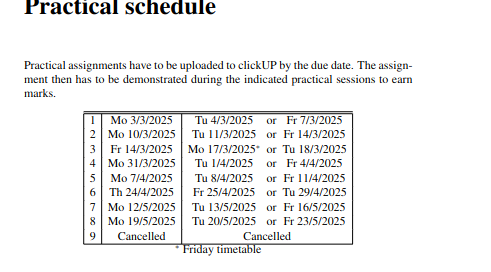 Practical schedule
Practical assignments have to be uploaded to clickUP by the due date. The assign-
ment then has to be demonstrated during the indicated practical sessions to earn
marks.
1 Mo 3/3/2025 Tu 4/3/2025 or Fr 7/3/2025
2 Mo 10/3/2025 Tu 11/3/2025 or Fr 14/3/2025
3 Fr 14/3/2025 Mo 17/3/2025* or Tu 18/3/2025
4 Mo 31/3/2025 Tu 1/4/2025 or Fr 4/4/2025
5 Mo 7/4/2025 Tu 8/4/2025 or Fr 11/4/2025
6 Th 24/4/2025 Fr 25/4/2025 or Tu 29/4/2025
7 Mo 12/5/2025 Tu 13/5/2025 or Fr 16/5/2025
8 Mo 19/5/2025 Tu 20/5/2025 or Fr 23/5/2025
9 Cancelled Cancelled
* Friday timetable